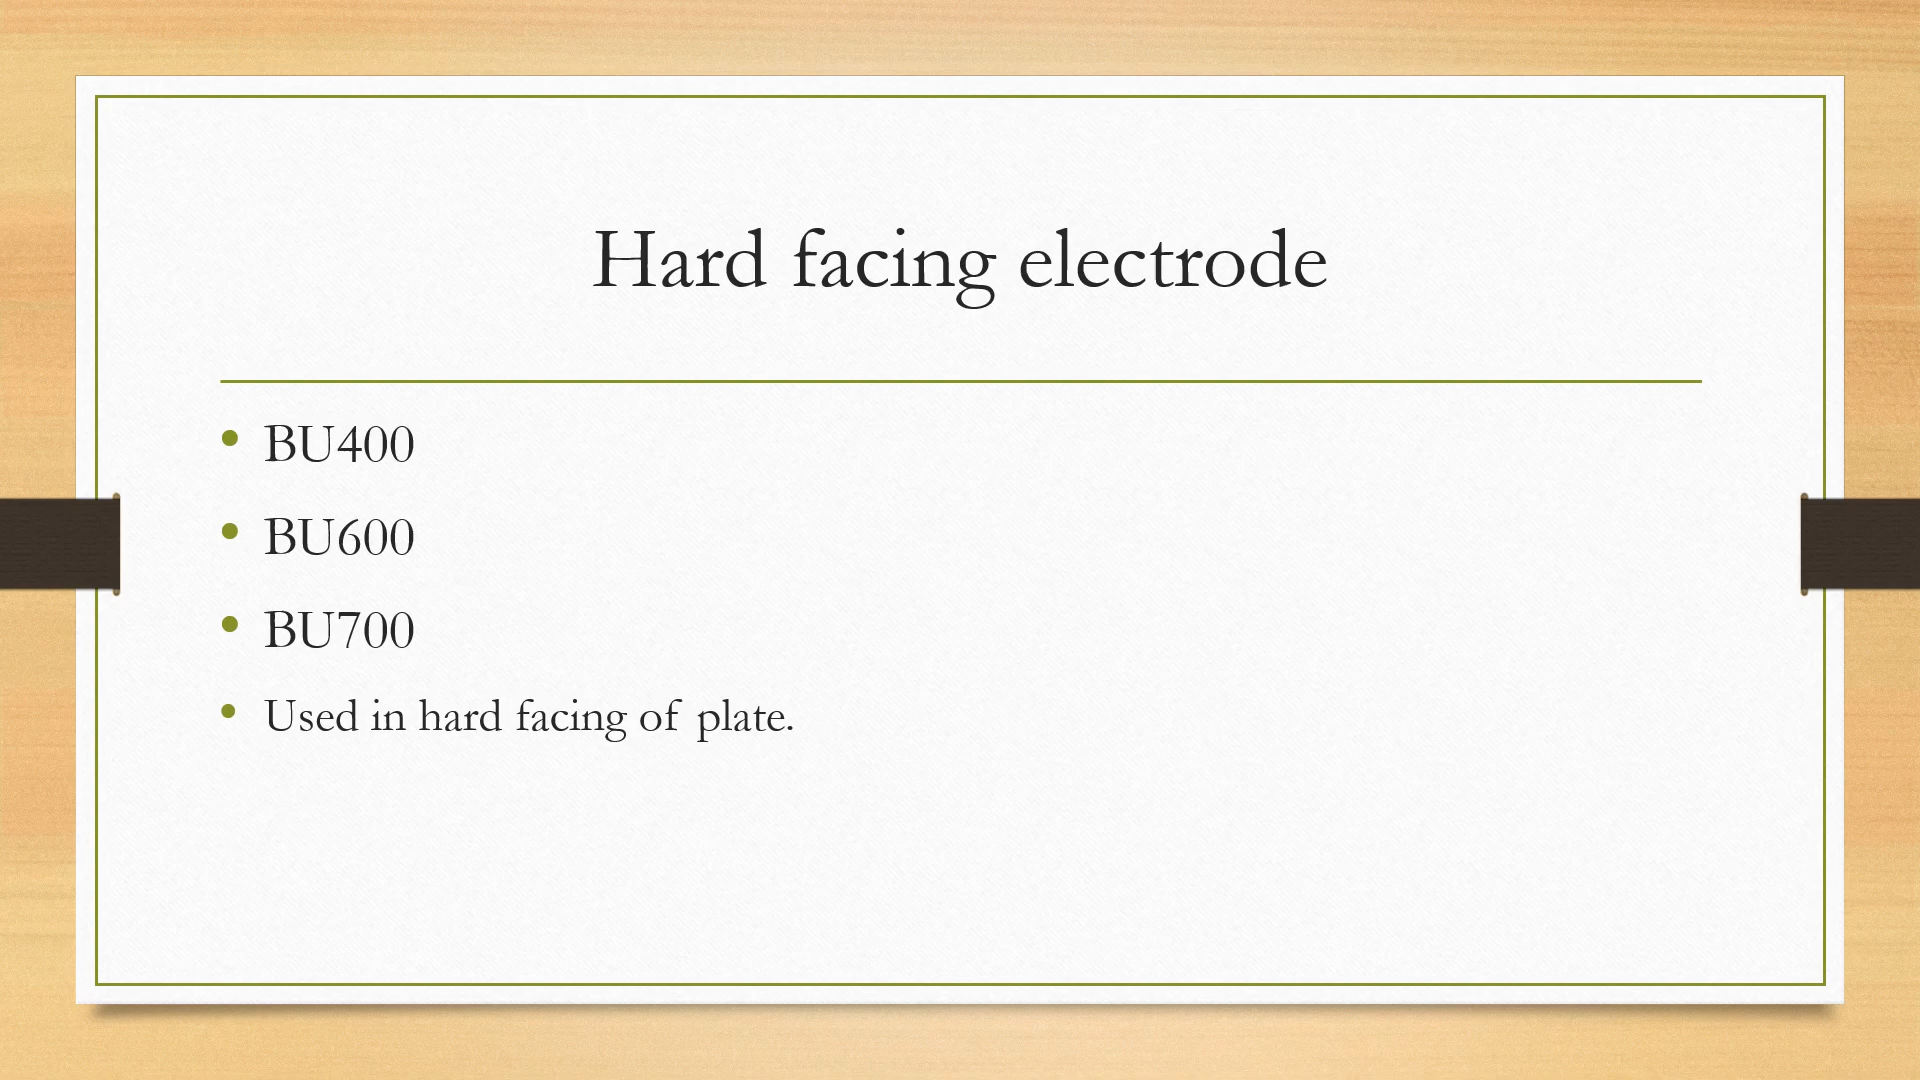 Hard facing electrode
• BU400
• BU600
• BU700
• Used in hard facing of plate.